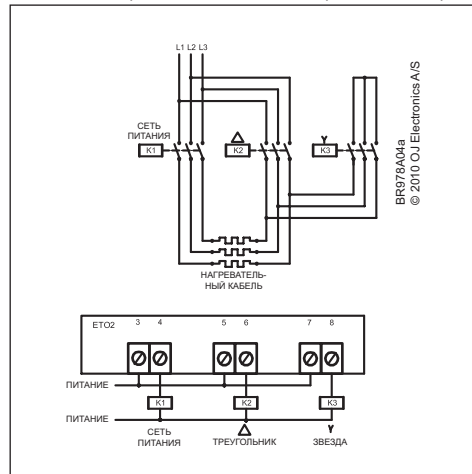 L1 L2 L3
СЕТЬ
ПИТАНИЯ
K1
K2
Y
K3
BR978A04a
© 2010 OJ Electronics A/S
НАГРЕВАТЕЛЬ-
НЫЙ КАБЕЛЬ
ETO2
3 4 5 6 7 8
ПИТАНИЕ
K1 K2 K3
ПИТАНИЕ
СЕТЬ
ПИТАНИЯ
ТРЕУГОЛЬНИК
Y
ЗВЕЗДА